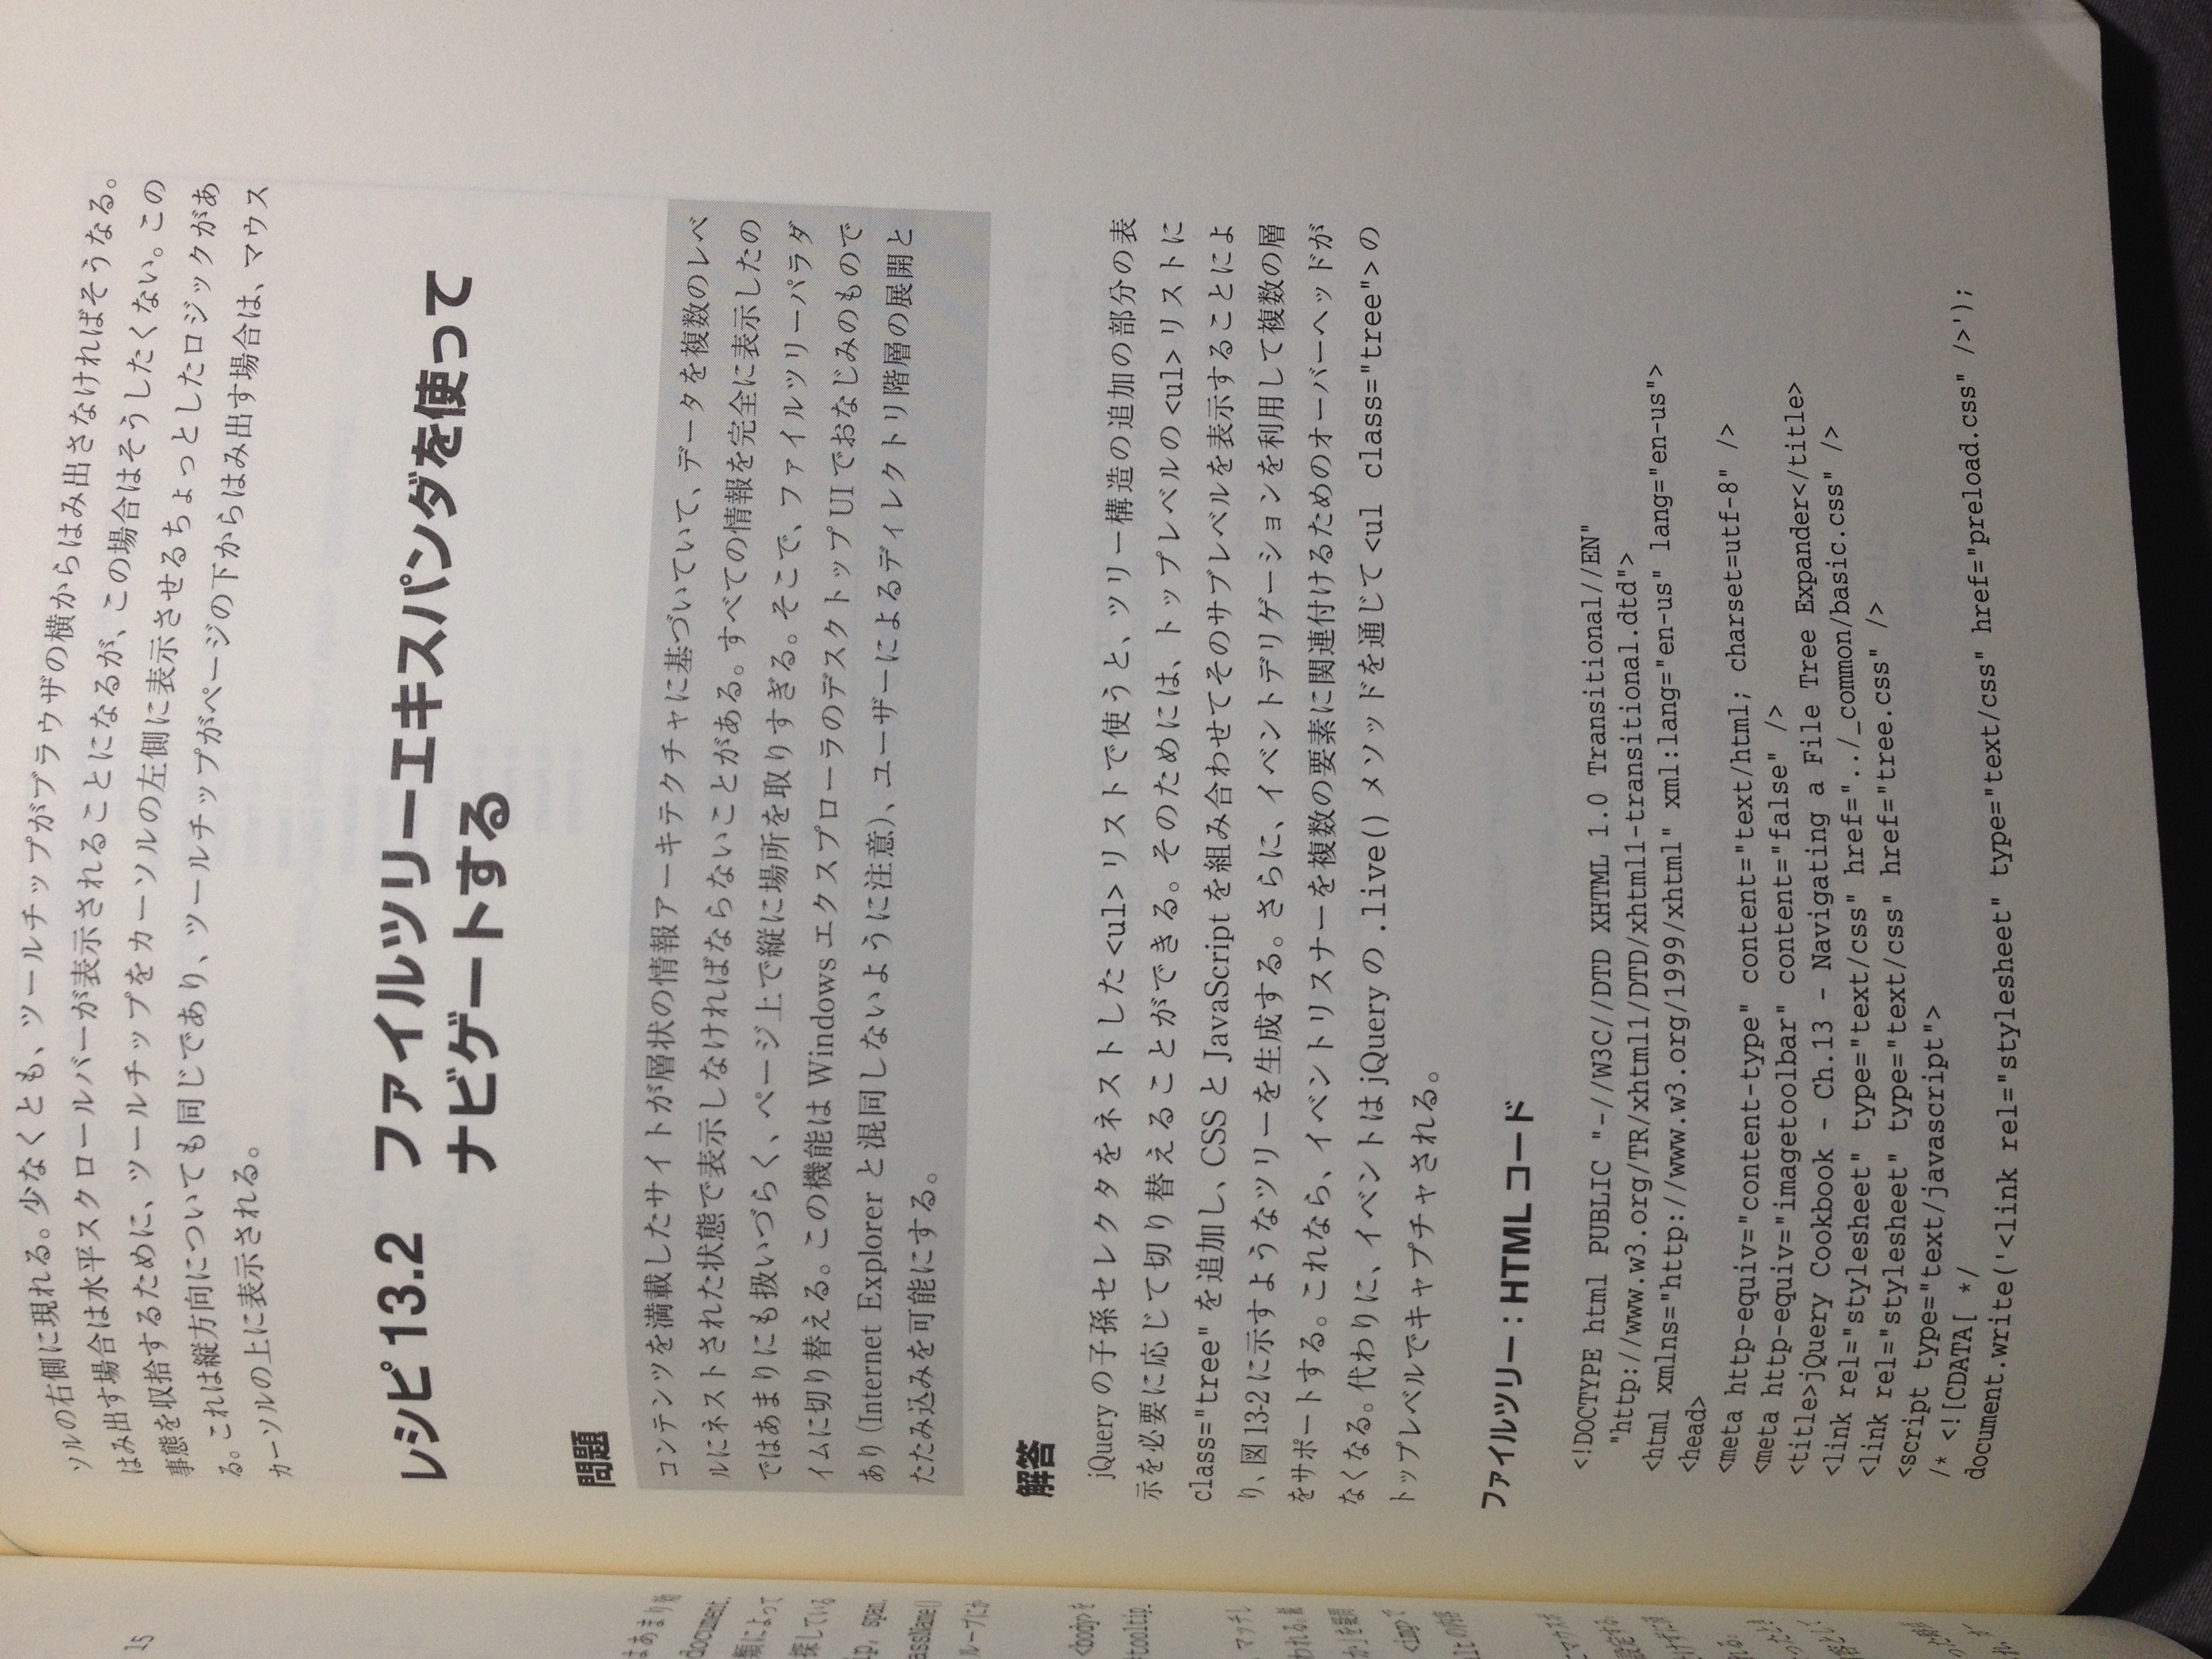 ソルの右側に現れる。少なくとも、ツールチップがブラウザの横からはみ出さなければそうなる。
はみ出す場合は水平スクロールバーが表示されることになるが、この場合はそうしたくない。この
事態を収拾するために、ツールチップをカーソルの左側に表示させるちょっとしたロジックがあ
る。これは縦方向についても同じであり、ツールチップがページの下からはみ出す場合は、マウス
カーソルの上に表示される。
レシピ 13.2 ファイルツリーエキスパンダを使って
ナビゲートする
問題
コンテンツを満載したサイトが層状の情報アーキテクチャに基づいていて、データを複数のレベ
ルにネストされた状態で表示しなければならないことがある。すべての情報を完全に表示したの
ではあまりにも扱いづらく、ページ上で縦に場所を取りすぎる。そこで、ファイルツリーパラダ
イムに切り替える。この機能は Windows エクスプローラのデスクトップ UI でおなじみのもので
あり(Internet Explorer と混同しないように注意)、ユーザーによるディレクトリ階層の展開と
たたみ込みを可能にする。
解答
jQuery の子孫セレクタをネストした <ul> リストで使うと、ツリー構造の追加の部分の表
示を必要に応じて切り替えることができる。そのためには、トップレベルの <ul> リストに
class="tree" を追加し、CSS と JavaScript を組み合わせてそのサブレベルを表示することによ
り、図 13-2 に示すようなツリーを生成する。さらに、イベントデリゲーションを利用して複数の層
をサポートする。これなら、イベントリスナーを複数の要素に関連付けるためのオーバーヘッドが
なくなる。代わりに、イベントは jQuery の .live() メソッドを通じて <ul class="tree"> の
トップレベルでキャプチャされる。
ファイルツリー：HTML コード
<!DOCTYPE html PUBLIC "-//W3C//DTD XHTML 1.0 Transitional//EN"
"http://www.w3.org/TR/xhtml1/DTD/xhtml1-transitional.dtd">
<html xmlns="http://www.w3.org/1999/xhtml" xml:lang="en-us" lang="en-us">
<head>
<meta http-equiv="content-type" content="text/html; charset=utf-8" />
<meta http-equiv="imagetoolbar" content="false" />
<title>jQuery Cookbook - Ch.13 - Navigating a File Tree Expander</title>
<link rel="stylesheet" type="text/css" href="../_common/basic.css" />
<link rel="stylesheet" type="text/css" href="tree.css" />
<script type="text/javascript">
/* <![CDATA[ */
document.write('<link rel="stylesheet" type="text/css" href="preload.css" />');